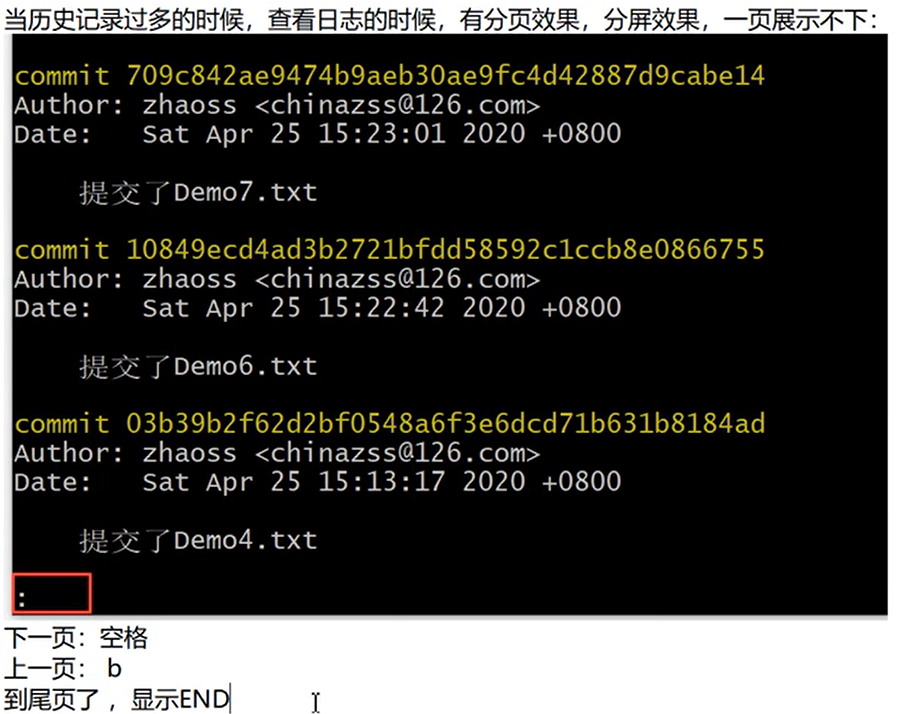 当历史记录过多的时候，查看日志的时候，有分页效果，分屏效果，一页展示不下：
commit 709c842ae9474b9aeb30ae9fc4d42887d9cabe14
Author: zhaoss <chinazss@126.com>
Date:   Sat Apr 25 15:23:01 2020 +0800
提交了Demo7.txt
commit 10849ecd4ad3b2721bfdd58592c1ccb8e0866755
Author: zhaoss <chinazss@126.com>
Date:   Sat Apr 25 15:22:42 2020 +0800
提交了Demo6.txt
commit 03b39b2f62d2bf0548a6f3e6dcd71b631b8184ad
Author: zhaoss <chinazss@126.com>
Date:   Sat Apr 25 15:13:17 2020 +0800
提交了Demo4.txt
:
下一页：空格
上一页： b
到尾页了 ，显示END